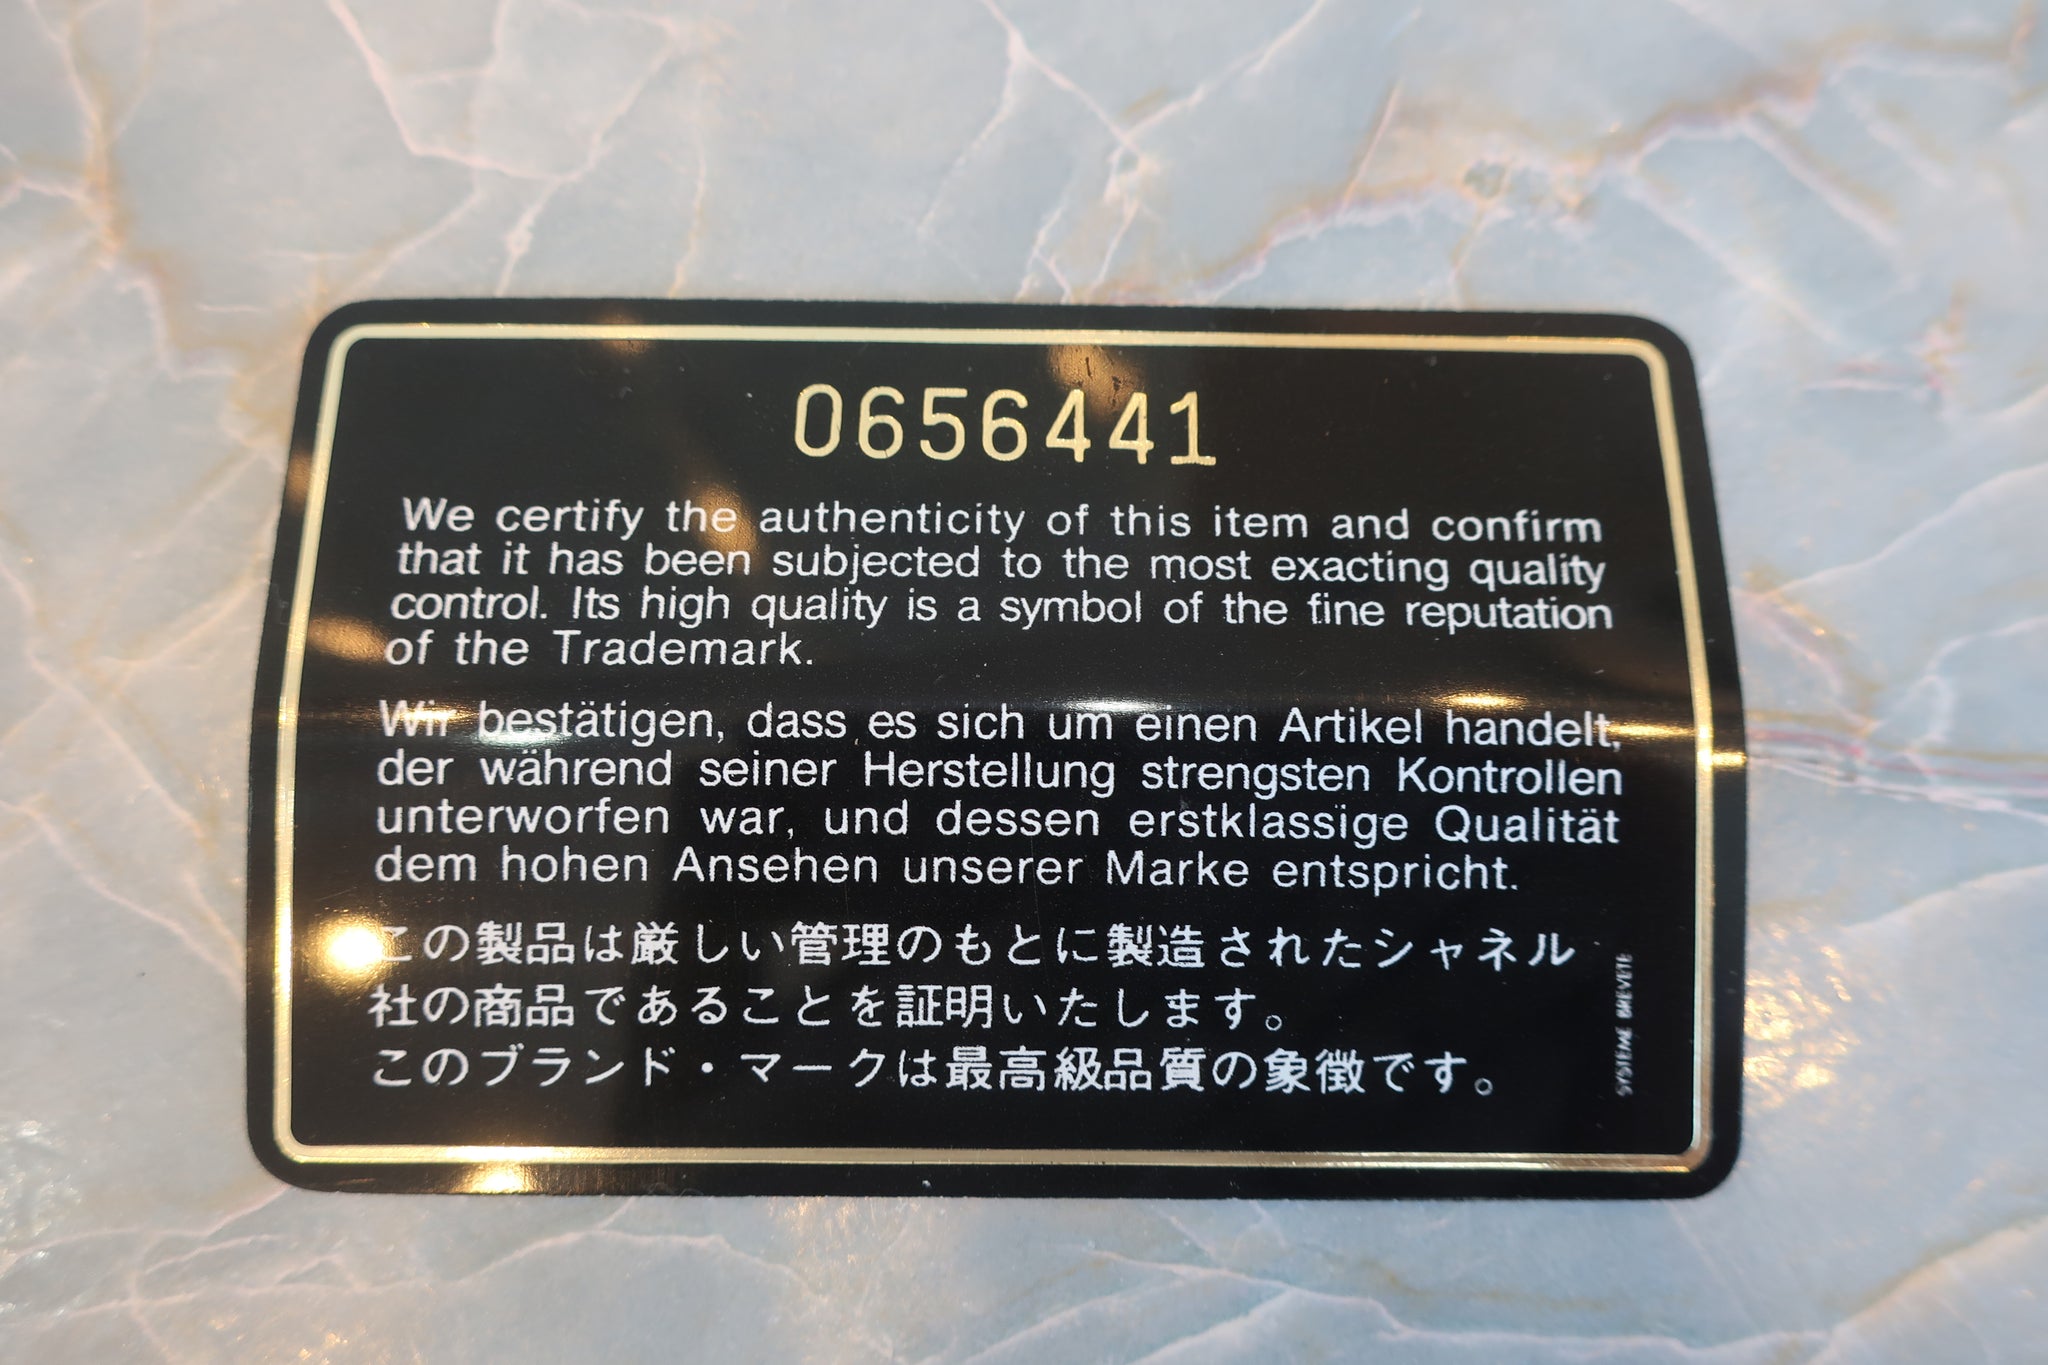 0656441
We certify the authenticity of this item and confirm
that it has been subjected to the most exacting quality
control. Its high quality is a symbol of the fine reputation
of the Trademark.
Wir bestätigen, dass es sich um einen Artikel handelt,
der während seiner Herstellung strengsten Kontrollen
unterworfen war, und dessen erstklassige Qualität
dem hohen Ansehen unserer Marke entspricht.
この製品は厳しい管理のもとに製造されたシャネル
社の商品であることを証明いたします。
このブランド・マークは最高級品質の象徴です。
SYSTEME BREVETE